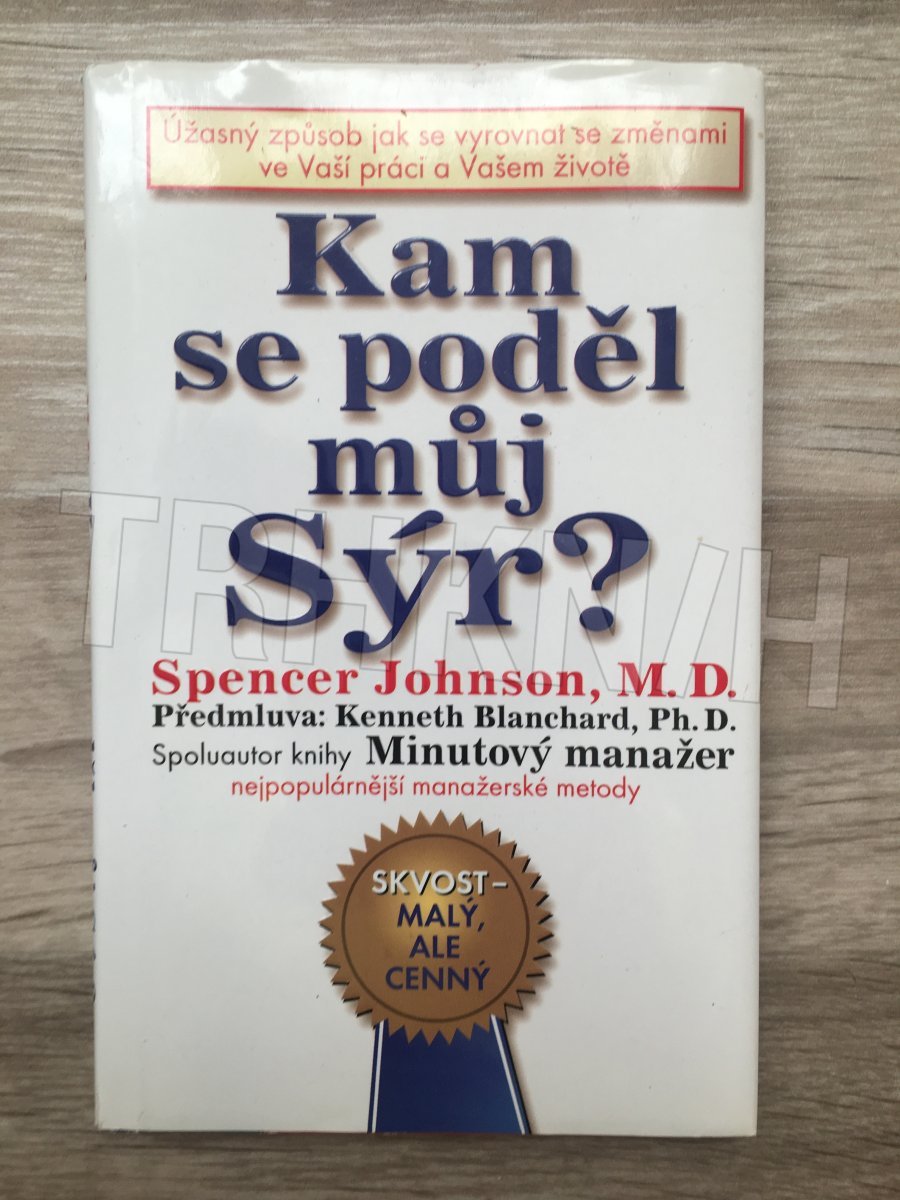 Úžasný způsob jak se vyrovnat se změnami
ve Vaší práci a Vašem životě
Kam
se poděl
můj
Sýr?
TRHKNIH
Spencer Johnson, M. D.
Předmluva: Kenneth Blanchard, Ph. D.
Spoluautor knihy Minutový manažer
nejpopulárnější manažerské metody
SKVOST–
MALÝ,
ALE
CENNÝ